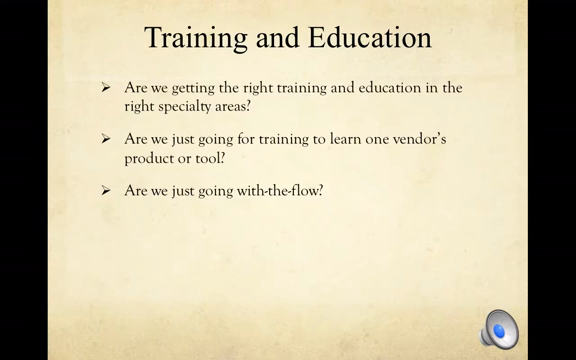 Training and Education
➢ Are we getting the right training and education in the
right specialty areas?
➢ Are we just going for training to learn one vendor's
product or tool?
➢ Are we just going with-the-flow?